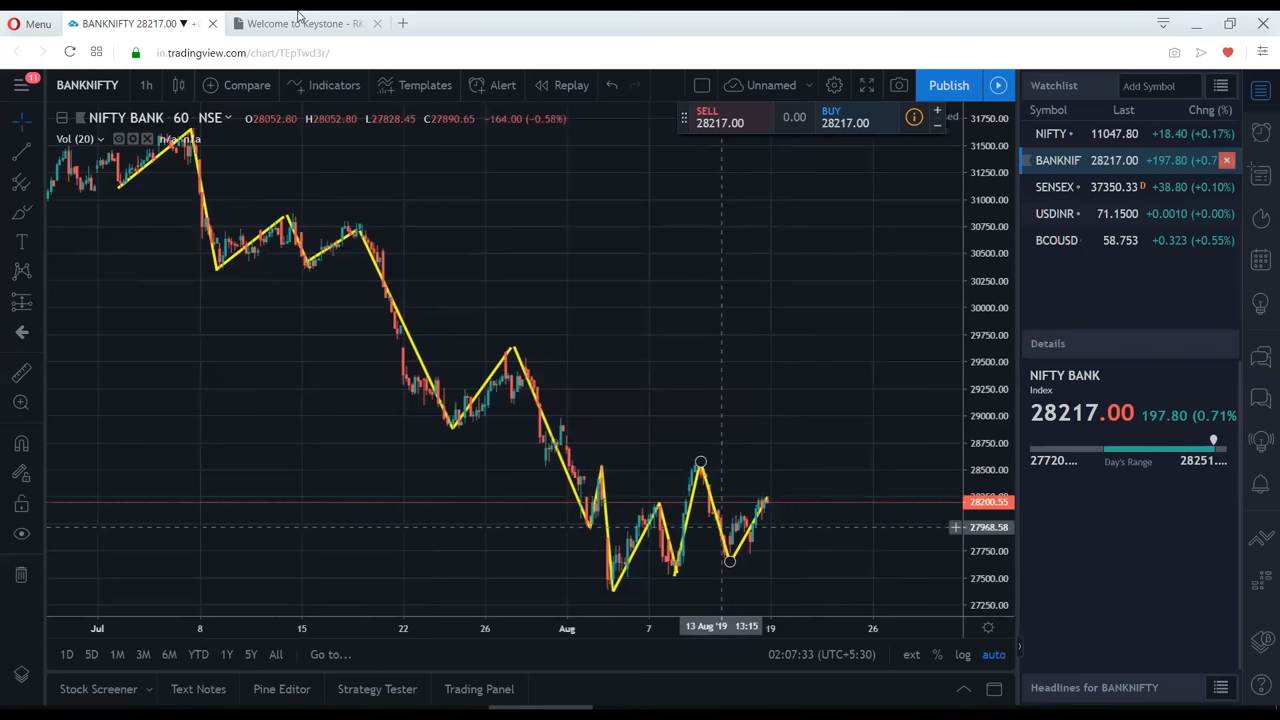 Menu
BANKNIFTY 28217.00 ▼ +0
Welcome to Keystone - RK
in.tradingview.com/chart/TEpTwd3r/
11
BANKNIFTY 1h Compare Indicators Templates Alert Replay Unnamed Publish
NIFTY BANK 60 NSE O28052.80 H28052.80 L27828.45 C27890.65 −164.00 (−0.58%)
Vol (20) n/a n/a
SELL
28217.00
0.00
BUY
28217.00
31750.00
31500.00
31250.00
31000.00
30750.00
30500.00
30250.00
30000.00
29750.00
29500.00
29250.00
29000.00
28750.00
28500.00
28200.55
27968.58
27750.00
27500.00
27250.00
Jul 8 15 22 26 Aug 7 13 Aug '19 13:15 19 26
1D 5D 1M 3M 6M YTD 1Y 5Y All Go to... 02:07:33 (UTC+5:30) ext % log auto
Stock Screener Text Notes Pine Editor Strategy Tester Trading Panel
Watchlist Add Symbol
Symbol Last Chng (%)
NIFTY 11047.80 +18.40 (+0.17%)
BANKNIF 28217.00 +197.80 (+0.7
SENSEX 37350.33 D +38.80 (+0.10%)
USDINR 71.1500 +0.0010 (+0.00%)
BCOUSD 58.753 +0.323 (+0.55%)
Details
NIFTY BANK
Index
28217.00 197.80 (0.71%
27720.... Day's Range 28251....
Headlines for BANKNIFTY